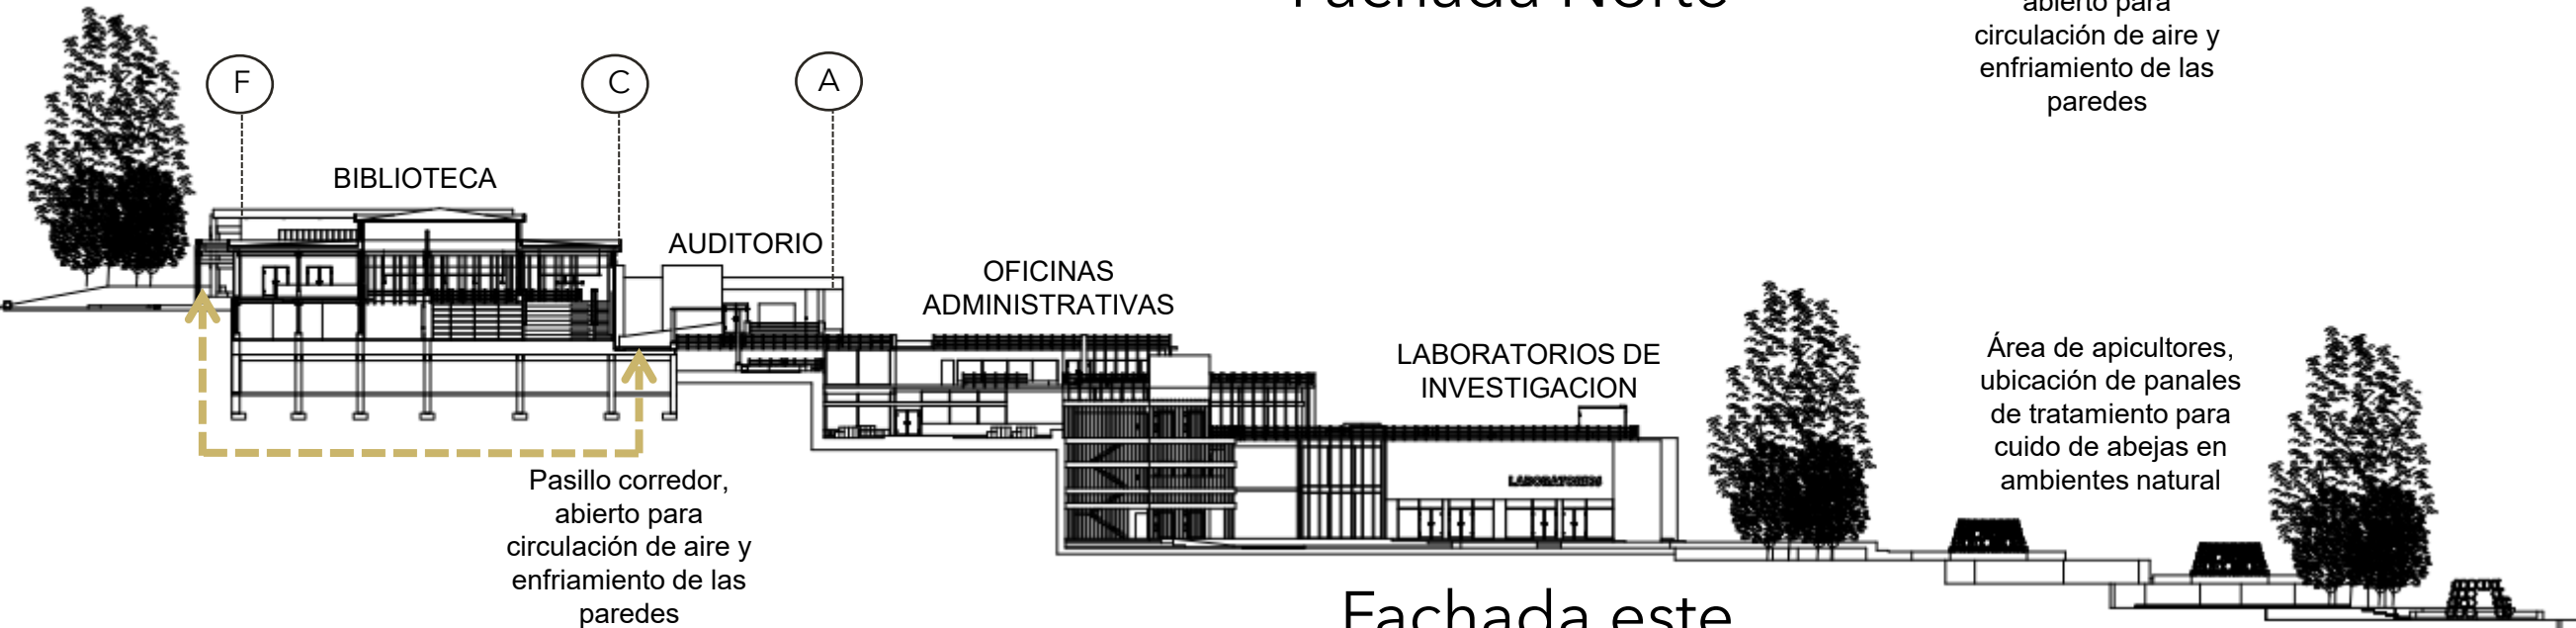 Fachada Norte
abierto para
circulación de aire y
enfriamiento de las
paredes
F
C
A
BIBLIOTECA
AUDITORIO
OFICINAS
ADMINISTRATIVAS
LABORATORIOS DE
INVESTIGACION
LABORATORIOS
Área de apicultores,
ubicación de panales
de tratamiento para
cuido de abejas en
ambientes natural
Pasillo corredor,
abierto para
circulación de aire y
enfriamiento de las
paredes
Fachada este